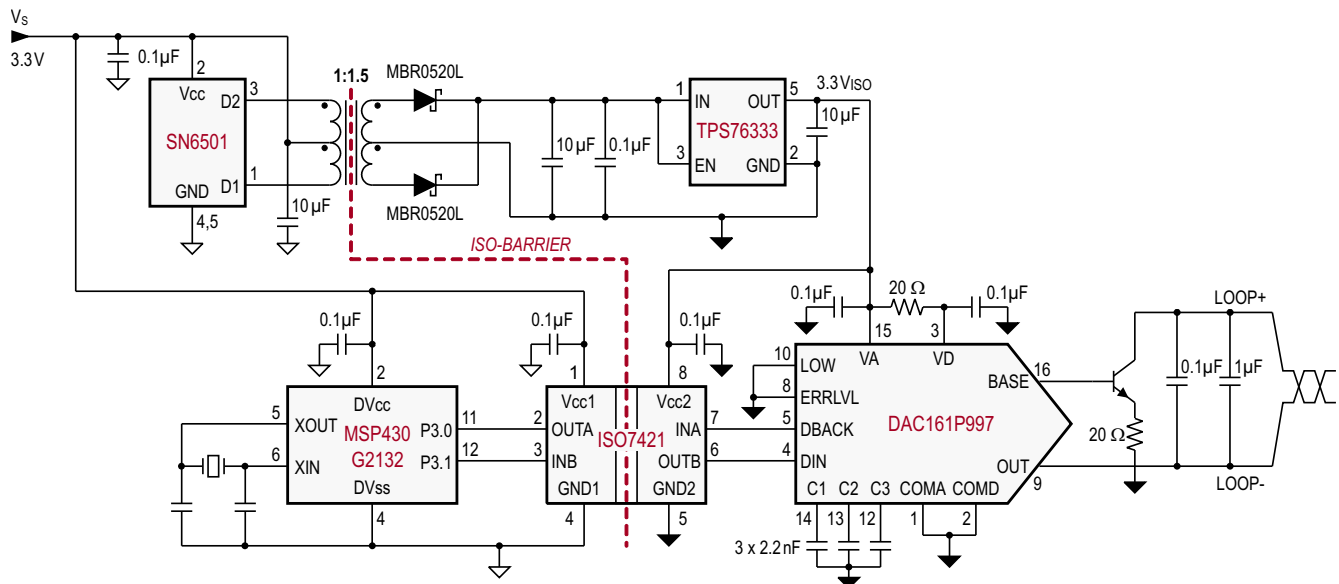 VS
3.3V
0.1µF
2
Vcc
D2
3
SN6501
D1
1
GND
4,5
10µF
1:1.5
MBR0520L
MBR0520L
10µF
0.1µF
1
IN
OUT
5
TPS76333
3
EN
GND
2
3.3VISO
10µF
ISO-BARRIER
0.1µF
2
DVcc
5
XOUT
MSP430
G2132
P3.0
11
6
XIN
P3.1
12
DVss
4
0.1µF
1
Vcc1
2
OUTA
3
INB
GND1
4
ISO7421
0.1µF
8
Vcc2
INA
7
OUTB
6
GND2
5
0.1µF
20 Ω
0.1µF
15
3
VA
VD
10
LOW
8
ERRLVL
5
DBACK
4
DIN
DAC161P997
BASE
16
OUT
9
C1
C2
C3
COMA
COMD
14
13
12
1
2
3 x 2.2nF
20 Ω
0.1µF
1µF
LOOP+
LOOP-